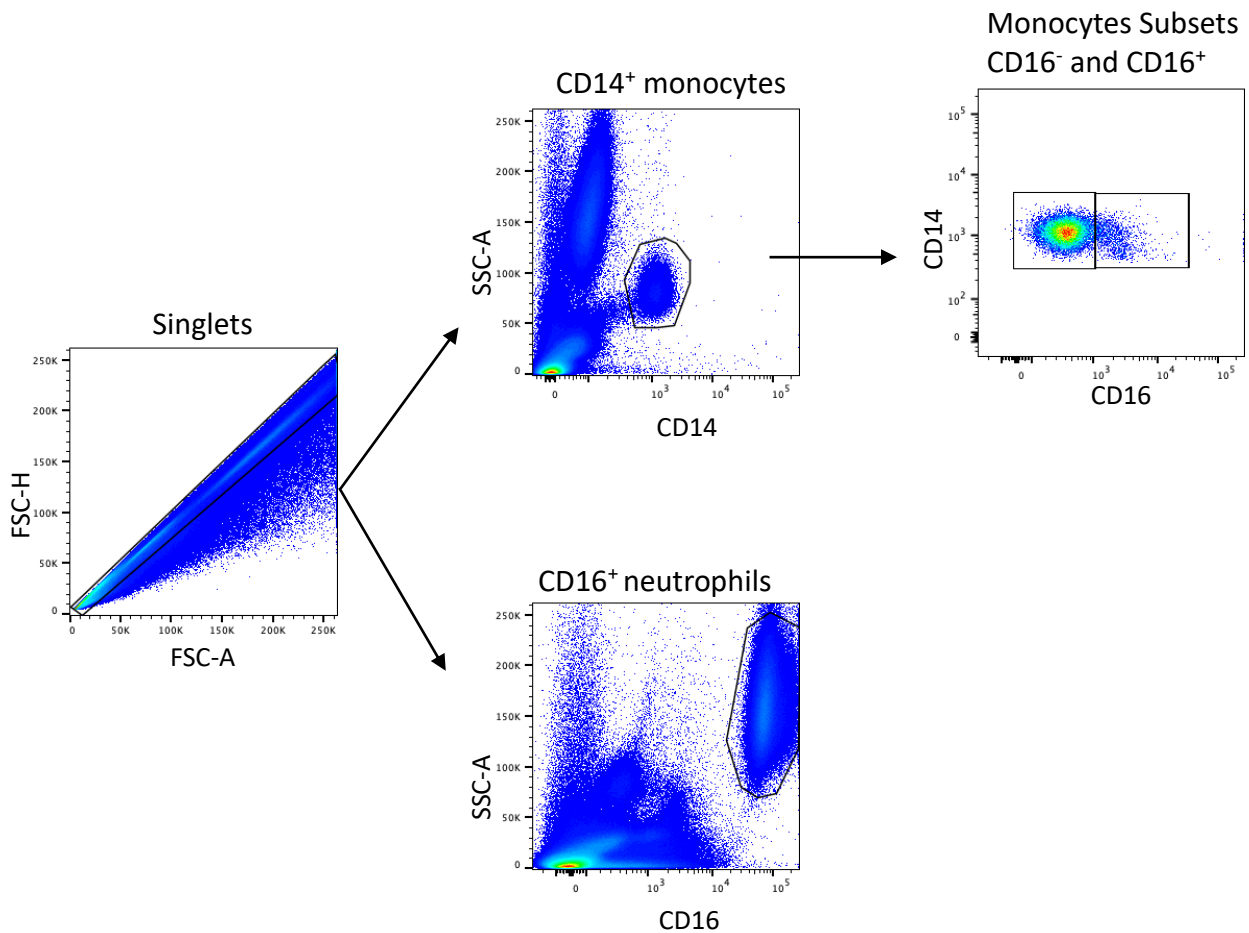 Monocytes Subsets
CD16⁻ and CD16⁺
10⁵
10⁴
10³
10²
0
CD14
0
10³
10⁴
10⁵
CD16
CD14⁺ monocytes
250K
200K
150K
100K
50K
0
SSC-A
0
10³
10⁴
10⁵
CD14
Singlets
250K
200K
150K
100K
50K
0
FSC-H
0
50K
100K
150K
200K
250K
FSC-A
CD16⁺ neutrophils
250K
200K
150K
100K
50K
0
SSC-A
0
10³
10⁴
10⁵
CD16